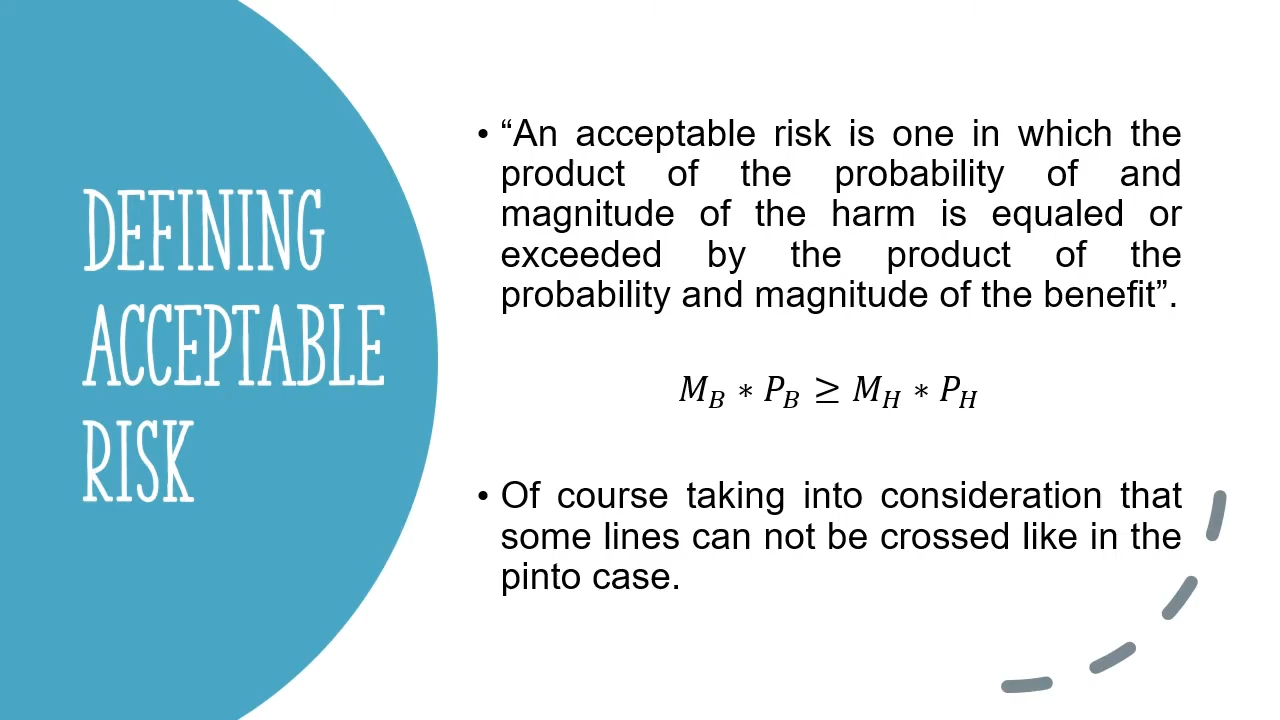 DEFINING
ACCEPTABLE
RISK
• “An acceptable risk is one in which the
product of the probability of and
magnitude of the harm is equaled or
exceeded by the product of the
probability and magnitude of the benefit”.
M_B ∗ P_B ≥ M_H ∗ P_H
• Of course taking into consideration that
some lines can not be crossed like in the
pinto case.